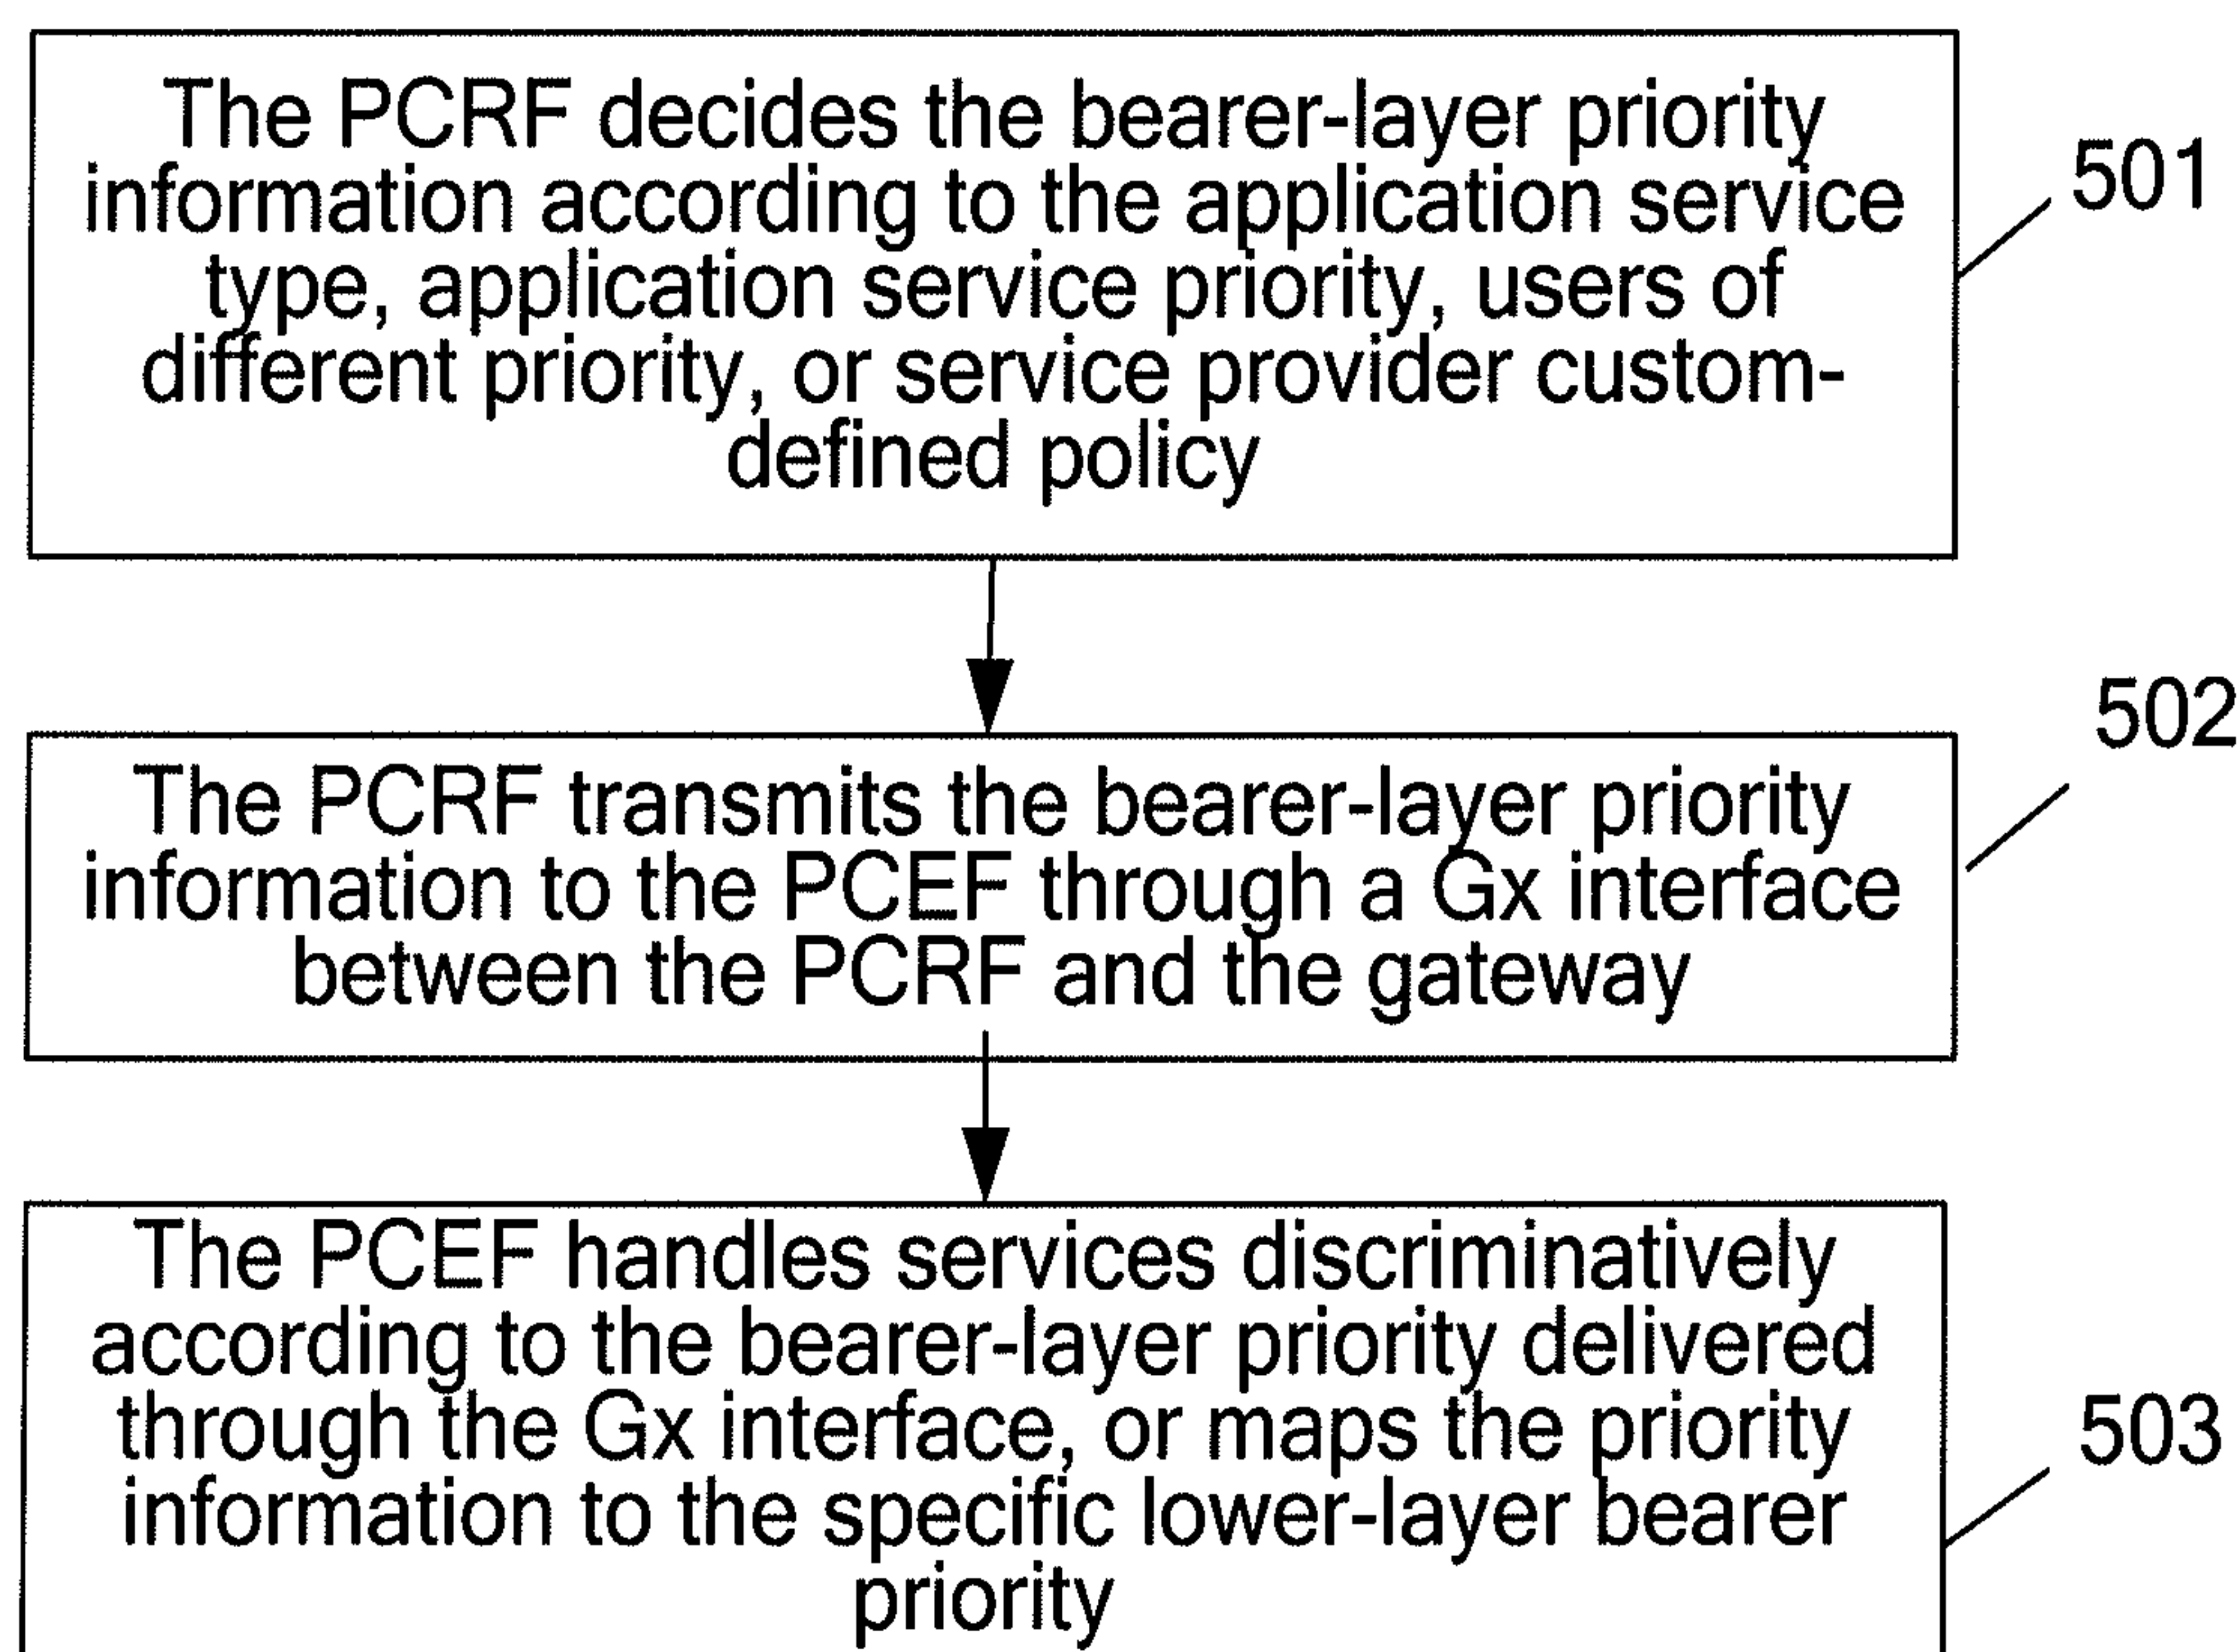 The PCRF decides the bearer-layer priority
information according to the application service
type, application service priority, users of
different priority, or service provider custom-
defined policy
501
The PCRF transmits the bearer-layer priority
information to the PCEF through a Gx interface
between the PCRF and the gateway
502
The PCEF handles services discriminatively
according to the bearer-layer priority delivered
through the Gx interface, or maps the priority
information to the specific lower-layer bearer
priority
503